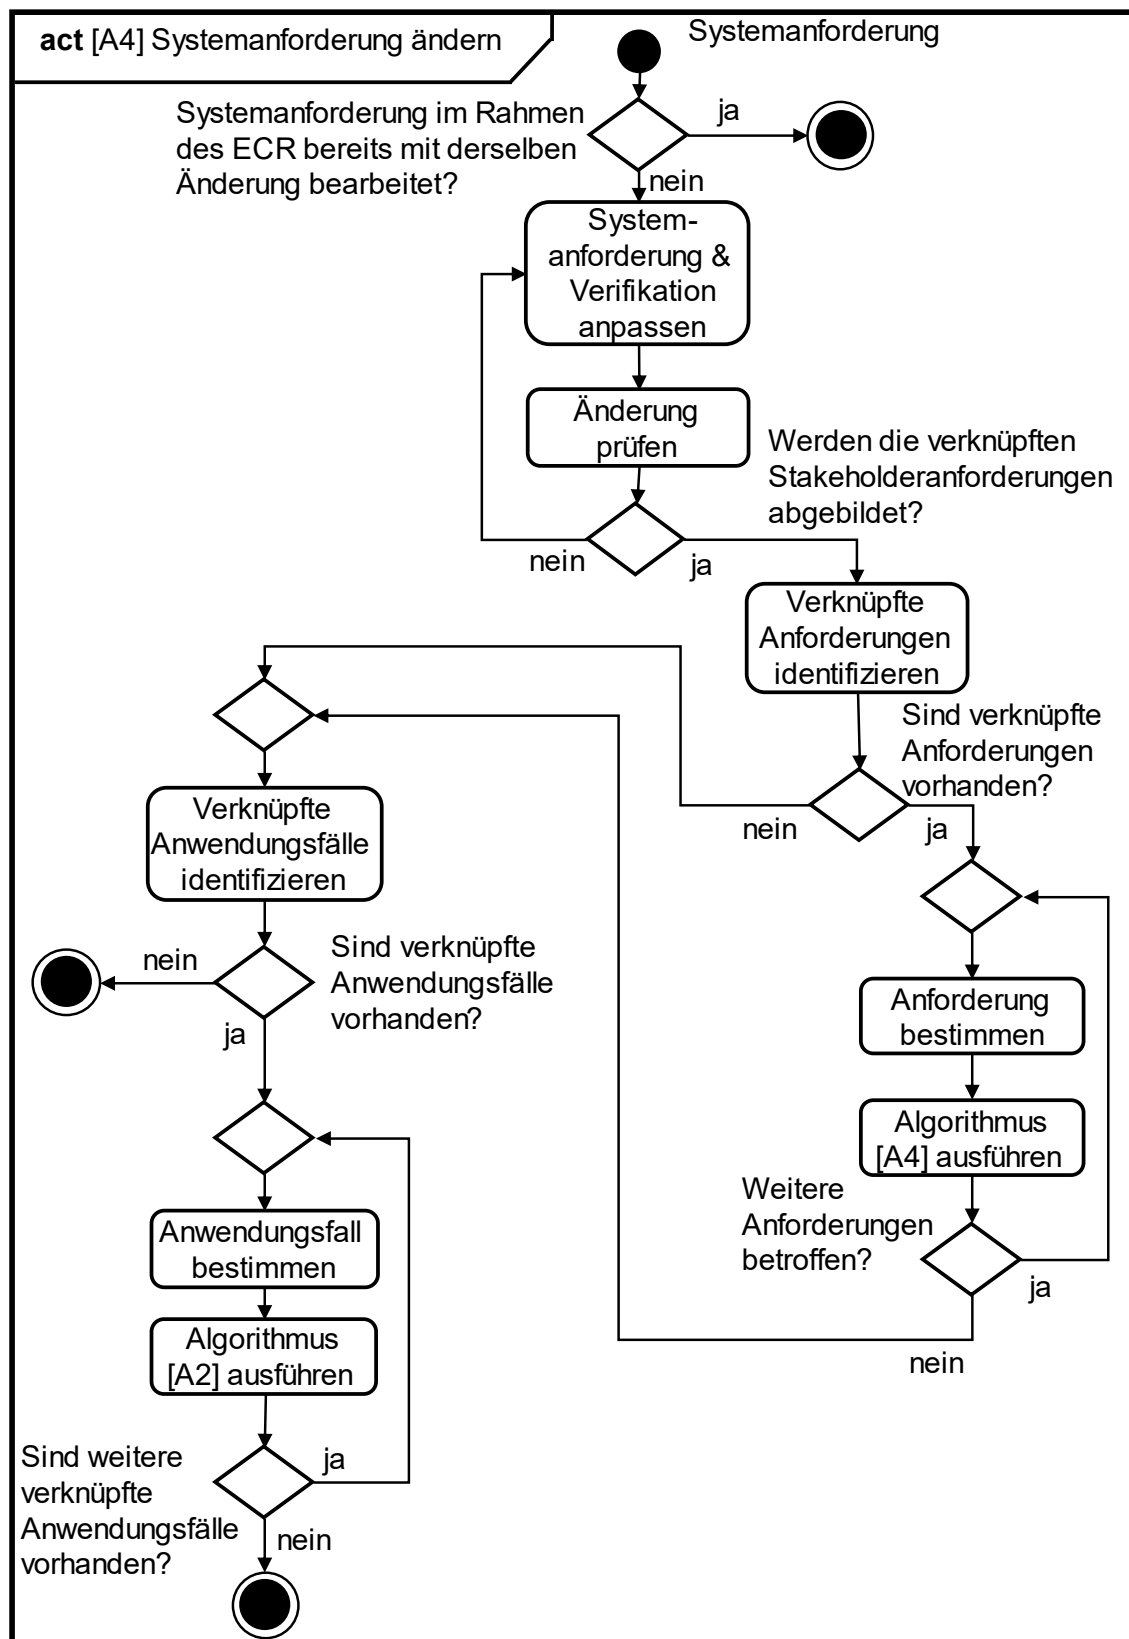 act [A4] Systemanforderung ändern
Systemanforderung
Systemanforderung im Rahmen
des ECR bereits mit derselben
Änderung bearbeitet?
ja
nein
System-
anforderung &
Verifikation
anpassen
Änderung
prüfen
Werden die verknüpften
Stakeholderanforderungen
abgebildet?
nein
ja
Verknüpfte
Anforderungen
identifizieren
Sind verknüpfte
Anforderungen
vorhanden?
nein
ja
Verknüpfte
Anwendungsfälle
identifizieren
nein
Sind verknüpfte
Anwendungsfälle
vorhanden?
ja
Anforderung
bestimmen
Algorithmus
[A4] ausführen
Weitere
Anforderungen
betroffen?
ja
nein
Anwendungsfall
bestimmen
Algorithmus
[A2] ausführen
Sind weitere
verknüpfte
Anwendungsfälle
vorhanden?
ja
nein